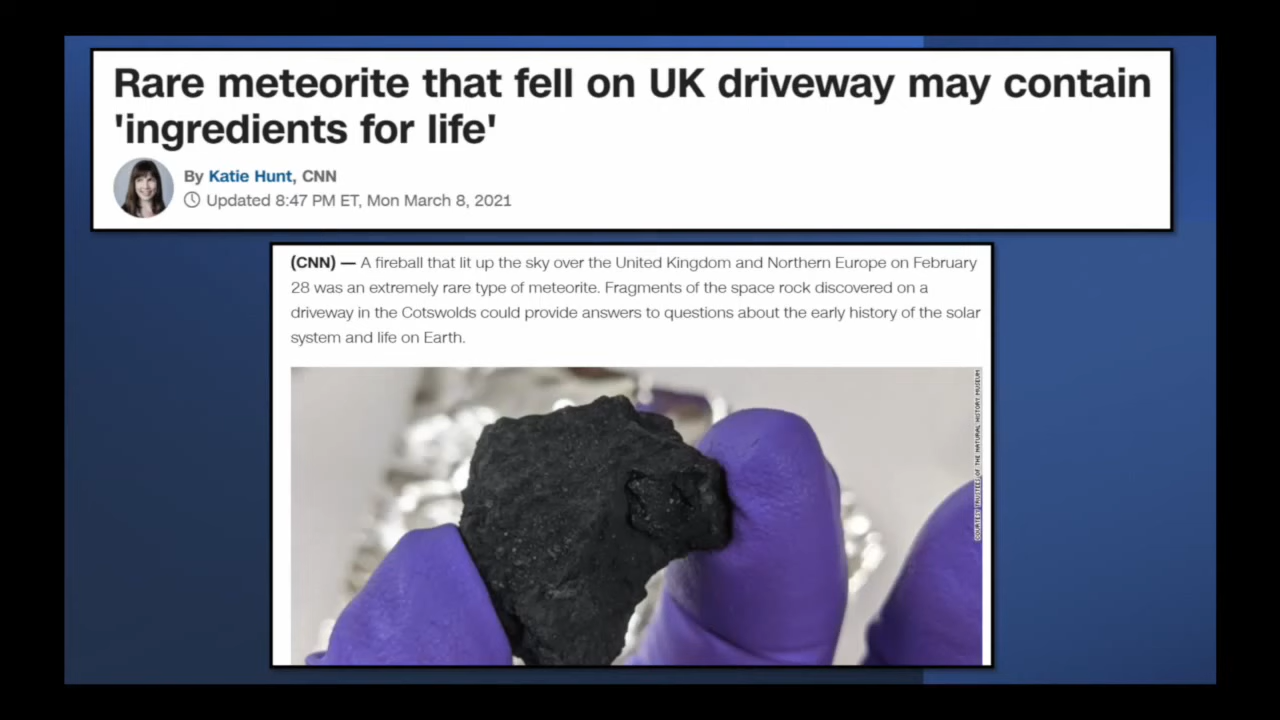 Rare meteorite that fell on UK driveway may contain
'ingredients for life'
By Katie Hunt, CNN
Updated 8:47 PM ET, Mon March 8, 2021
(CNN) — A fireball that lit up the sky over the United Kingdom and Northern Europe on February
28 was an extremely rare type of meteorite. Fragments of the space rock discovered on a
driveway in the Cotswolds could provide answers to questions about the early history of the solar
system and life on Earth.
COURTESY TRUSTEES OF THE NATURAL HISTORY MUSEUM